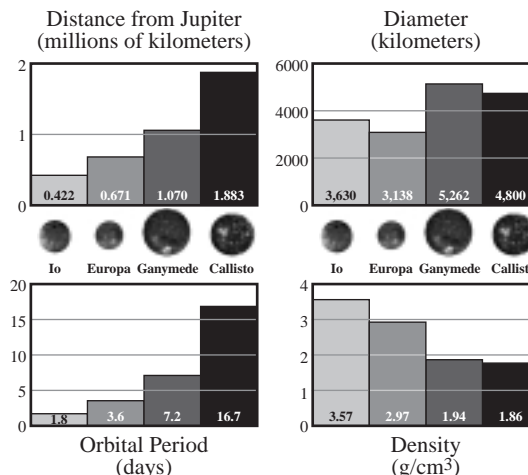 Distance from Jupiter
(millions of kilometers)
2
1
0
0.422 0.671 1.070 1.883
Diameter
(kilometers)
6000
4000
2000
0
3,630 3,138 5,262 4,800
Io Europa Ganymede Callisto
Io Europa Ganymede Callist
20
15
10
5
0
1.8 3.6 7.2 16.7
Orbital Period
(days)
4
3
2
1
0
3.57 2.97 1.94 1.86
Density
(g/cm3)